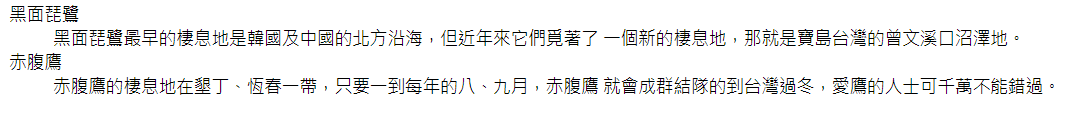 黑面琵鷺
黑面琵鷺最早的棲息地是韓國及中國的北方沿海，但近年來它們覓著了 一個新的棲息地，那就是寶島台灣的曾文溪口沼澤地。
赤腹鷹
赤腹鷹的棲息地在墾丁、恆春一帶，只要一到每年的八、九月，赤腹鷹 就會成群結隊的到台灣過冬，愛鷹的人士可千萬不能錯過。